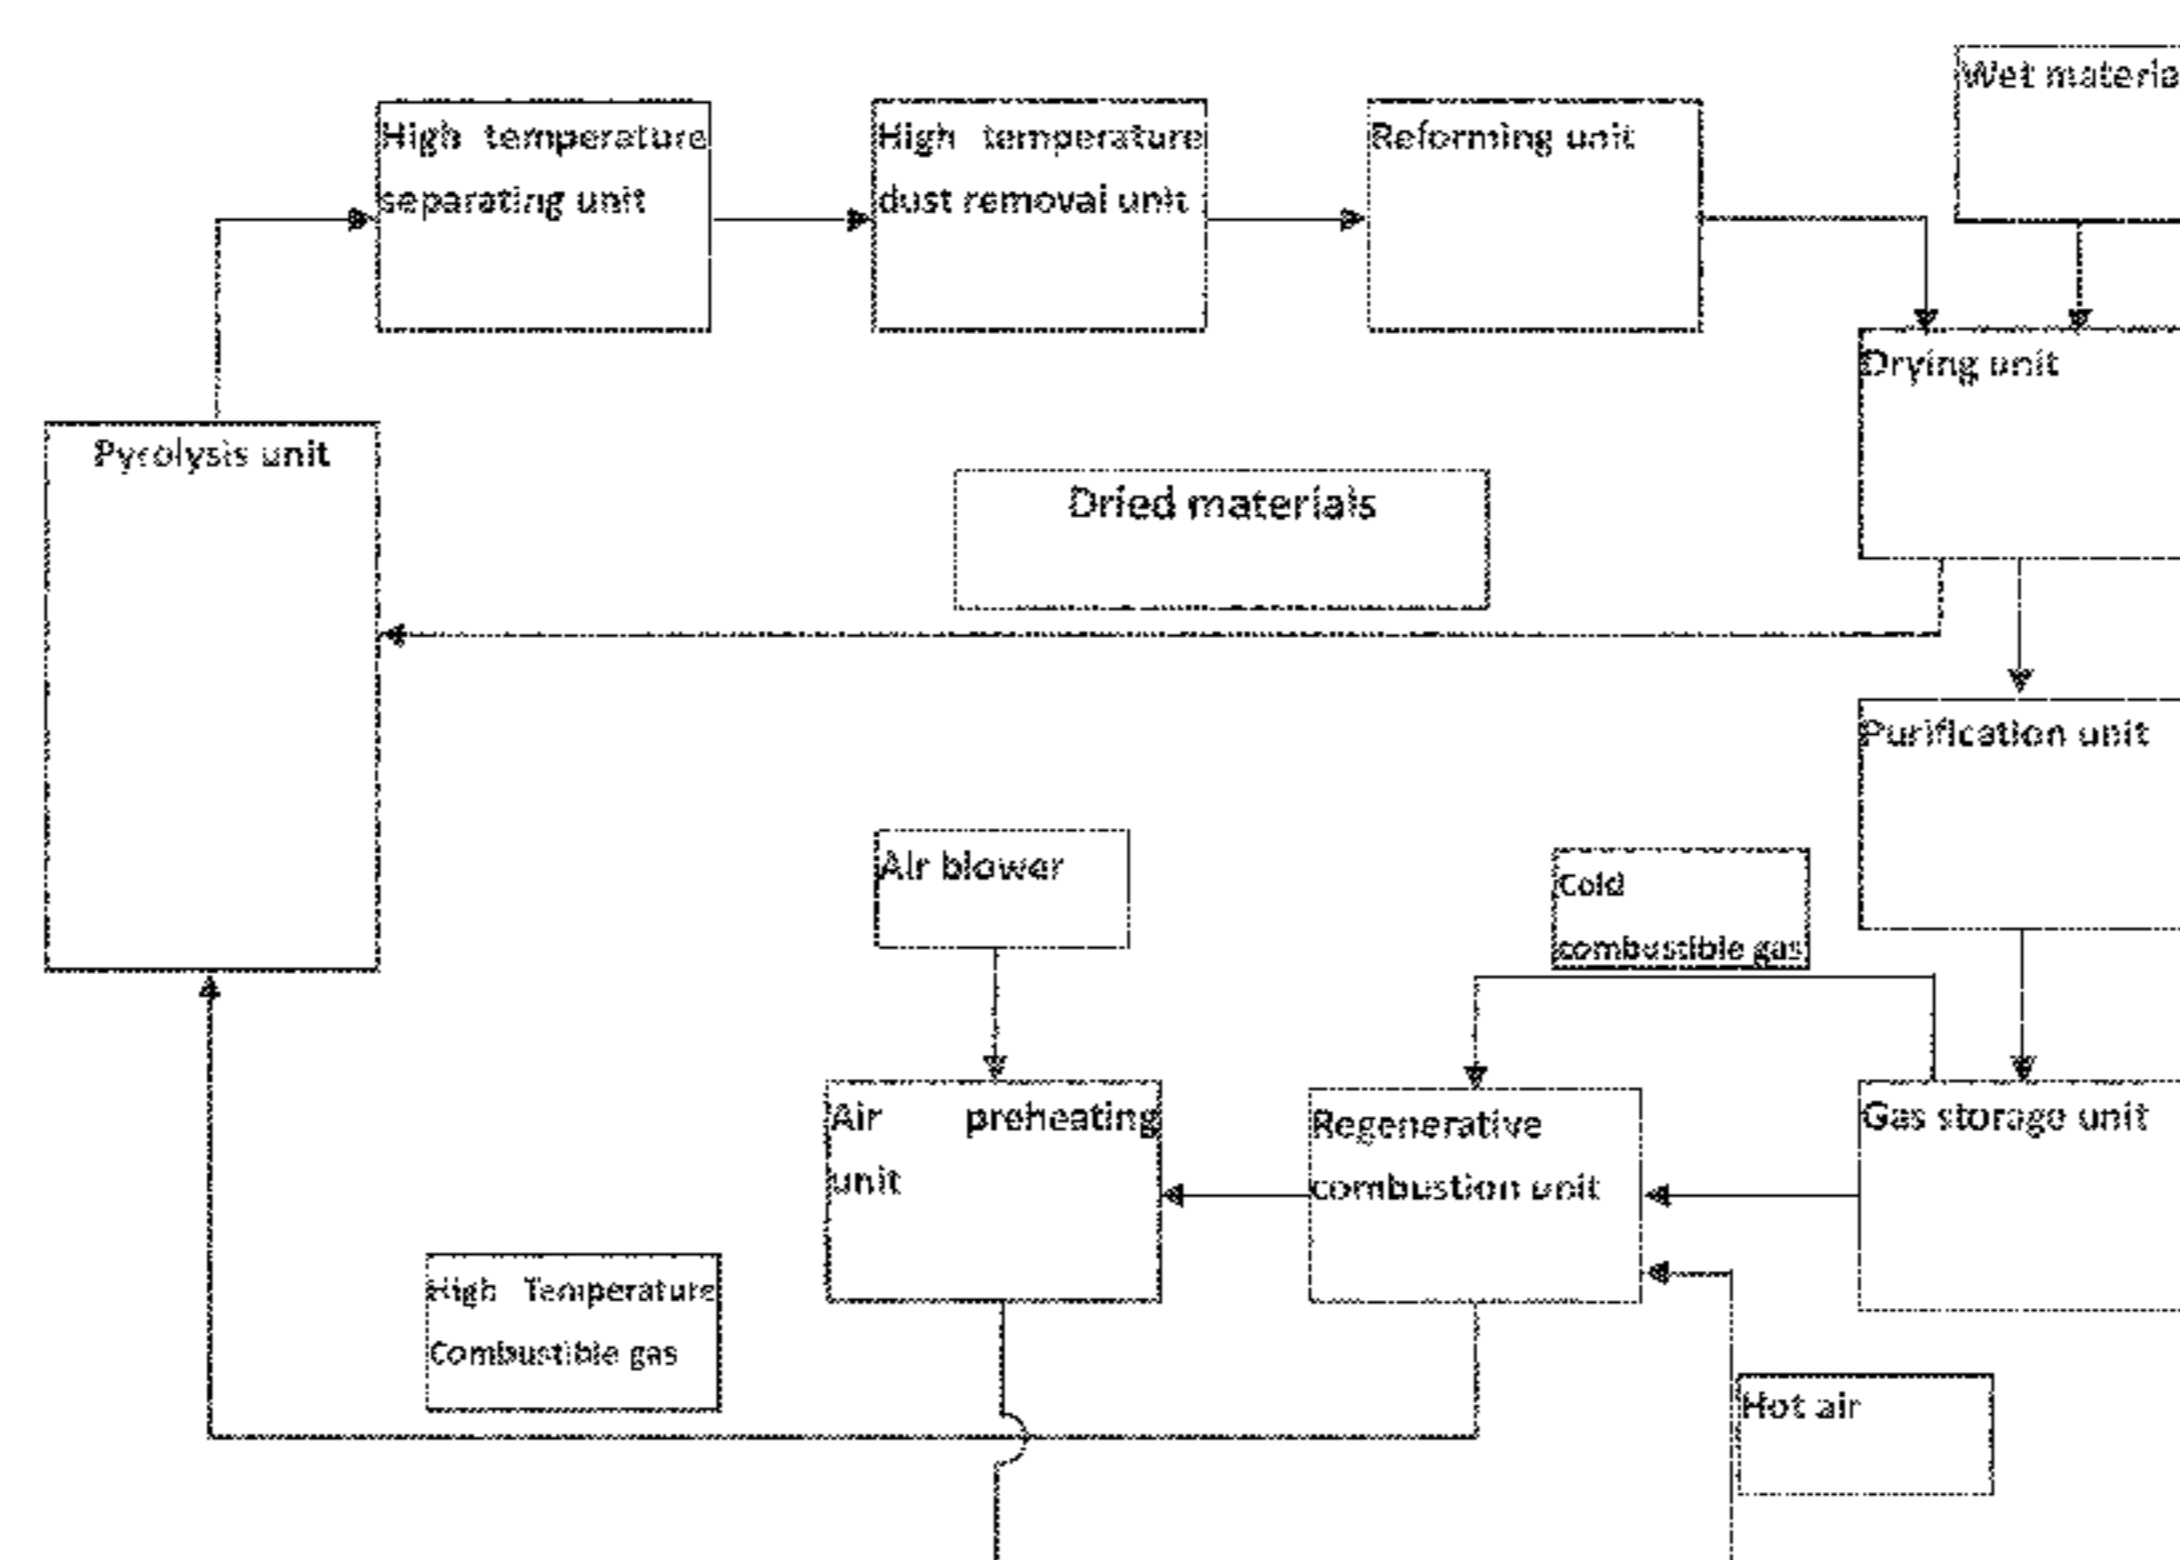 Wet materia
High temperature
separating unit
High temperature
dust removal unit
Reforming unit
Drying unit
Pyrolysis unit
Dried materials
Purification unit
Air blower
Cold
combustible gas
Air preheating
unit
Regenerative
combustion unit
Gas storage unit
High Temperature
Combustible gas
Hot air